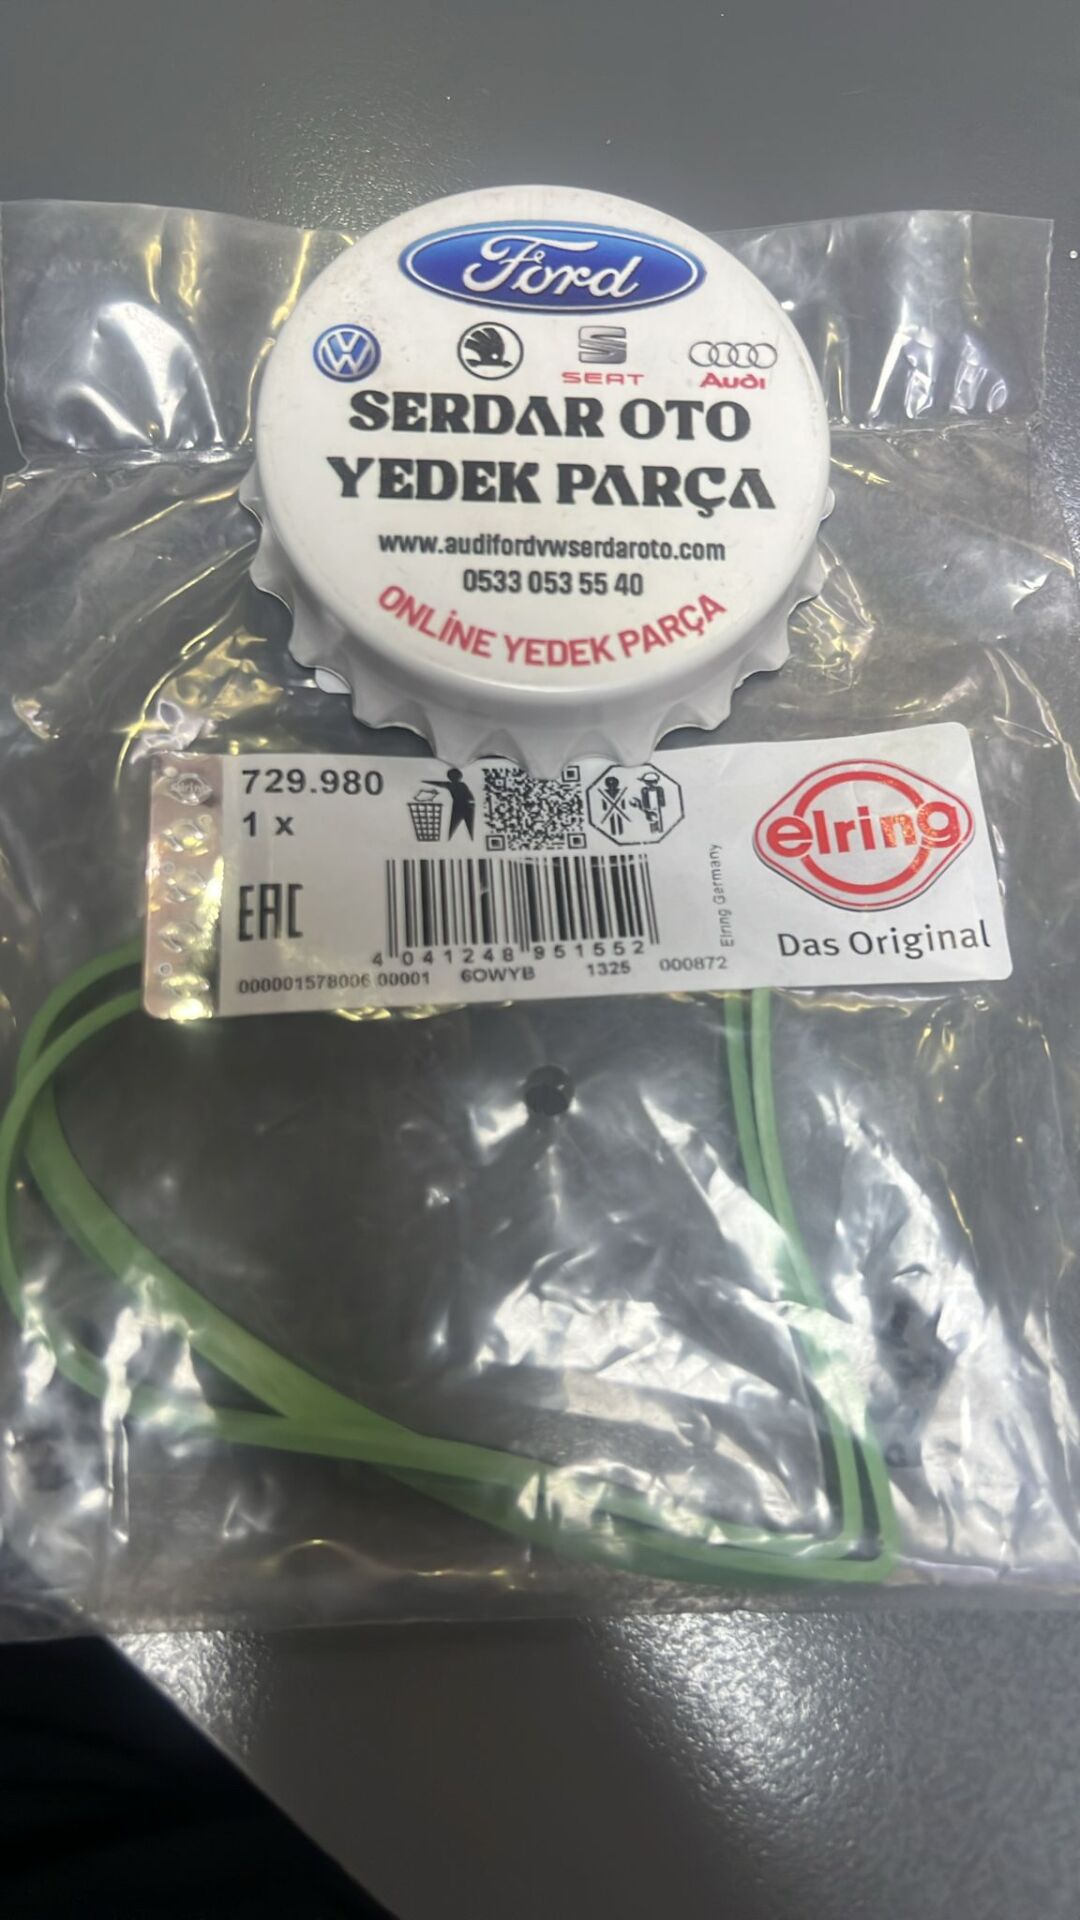 Ford
SEAT
Audi
SERDAR OTO
YEDEK PARÇA
www.audifordvwserdaroto.com
0533 053 55 40
ONLİNE YEDEK PARÇA
729.980
1 x
EAC
elring
Das Original
Elring Germany
4 041248 951552
000001578006 00001 6OWYB 1325 000872